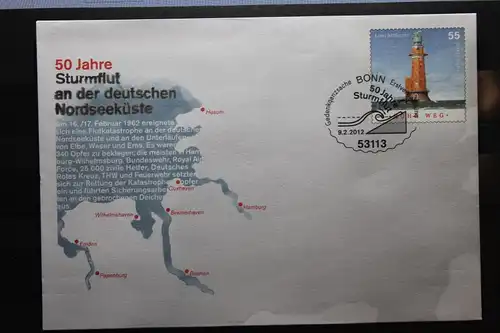 50 Jahre
Sturmflut
an der deutschen
Nordseeküste
am 16./17. Februar 1962 ereignete
sich eine Flutkatastrophe an der deutschen
Nordseeküste und an den Unterläufen
von Elbe, Weser und Ems. Es waren
340 Opfer zu beklagen, die meisten in Ham-
burg-Wilhelmsburg. Bundeswehr, Royal Air
Force, 25 000 zivile Helfer, Deutsches
Rotes Kreuz, THW und Feuerwehr setzten
sich zur Rettung der Katastrophenopfer
ein und führten Sicherungsarbeiten
an den gebrochenen Deichen
aus.
Husum
Cuxhaven
Hamburg
Wilhelmshaven
Bremerhaven
Emden
Papenburg
Bremen
55
BONN
50 Jahre
Sturmflut
9.2.2012
53113
WEG